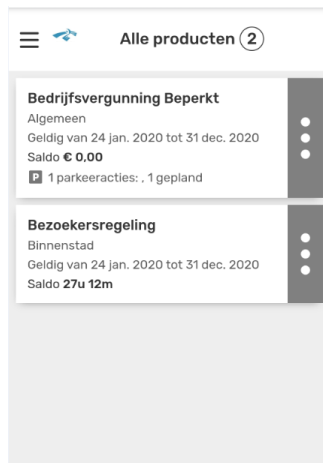 Alle producten 2
Bedrijfsvergunning Beperkt
Algemeen
Geldig van 24 jan. 2020 tot 31 dec. 2020
Saldo € 0,00
P 1 parkeeracties: , 1 gepland
Bezoekersregeling
Binnenstad
Geldig van 24 jan. 2020 tot 31 dec. 2020
Saldo 27u 12m